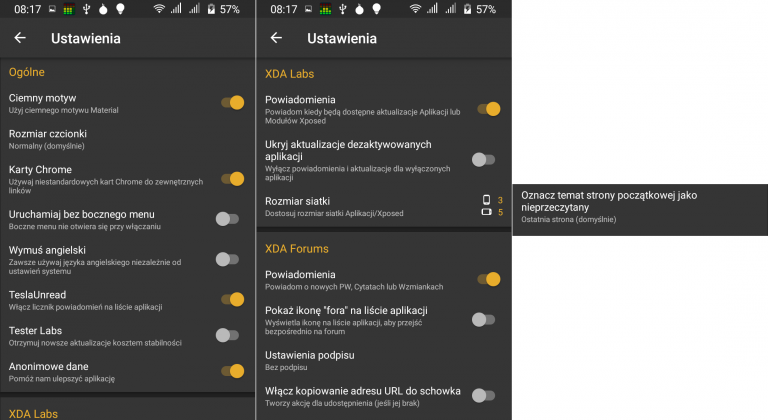 08:17 57%
Ustawienia
Ogólne
Ciemny motyw
Użyj ciemnego motywu Material
Rozmiar czcionki
Normalny (domyślnie)
Karty Chrome
Używaj niestandardowych kart Chrome do zewnętrznych
linków
Uruchamiaj bez bocznego menu
Boczne menu nie otwiera się przy włączaniu
Wymuś angielski
Zawsze używaj języka angielskiego niezależnie od
ustawień systemu
TeslaUnread
Włącz licznik powiadomień na liście aplikacji
Tester Labs
Otrzymuj nowsze aktualizacje kosztem stabilności
Anonimowe dane
Pomóż nam ulepszyć aplikację
XDA Labs
08:17 57%
Ustawienia
XDA Labs
Powiadomienia
Powiadom kiedy będą dostępne aktualizacje Aplikacji lub
Modułów Xposed
Ukryj aktualizacje dezaktywowanych
aplikacji
Wyłącz powiadomienia i aktualizacje dla wyłączonych
aplikacji
Rozmiar siatki 3
Dostosuj rozmiar siatki Aplikacji/Xposed 5
XDA Forums
Powiadomienia
Powiadom o nowych PW, Cytatach lub Wzmiankach
Pokaż ikonę "fora" na liście aplikacji
Wyświetla ikonę na liście aplikacji, aby przejść
bezpośrednio na forum
Ustawienia podpisu
Bez podpisu
Włącz kopiowanie adresu URL do schowka
Tworzy akcję dla udostępnienia (jeśli jej brak)
Oznacz temat strony początkowej jako
nieprzeczytany
Ostatnia strona (domyślnie)